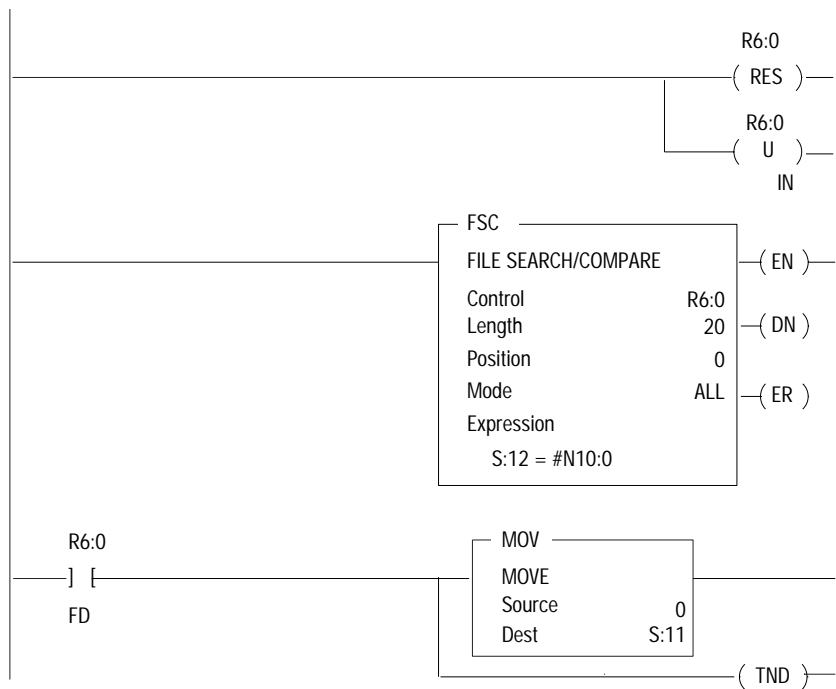 R6:0
( RES )
R6:0
( U )
IN
FSC
FILE SEARCH/COMPARE
( EN )
Control R6:0
Length 20
( DN )
Position 0
Mode ALL
( ER )
Expression
S:12 = #N10:0
R6:0
] [
FD
MOV
MOVE
Source 0
Dest S:11
( TND )